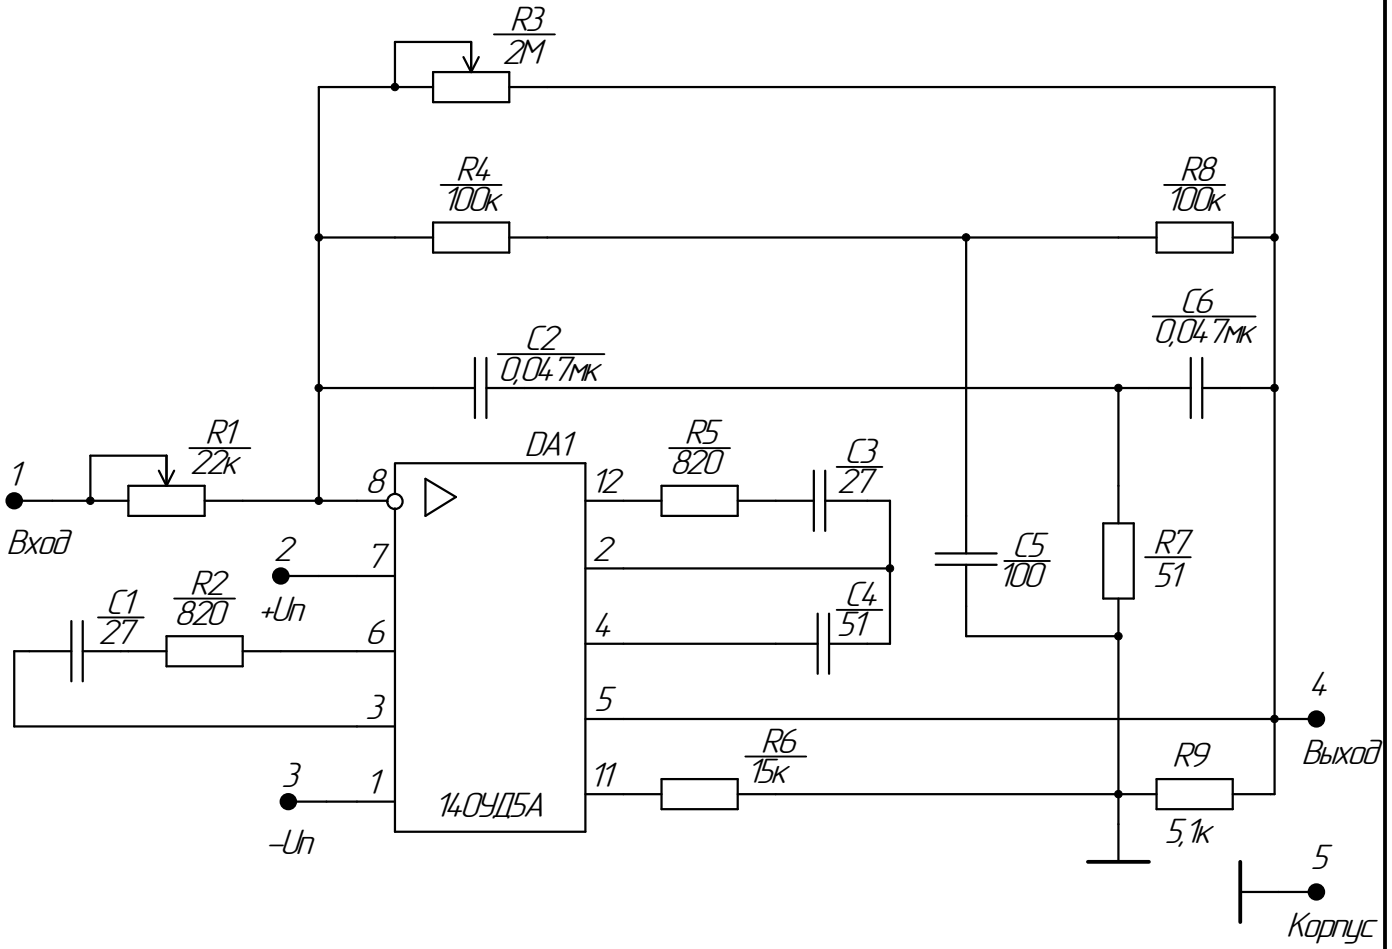 R3
2М
R4
100к
R8
100к
C2
0,047мк
C6
0,047мк
R1
22к
DA1
R5
820
C3
27
1
Вход
8
12
2
+Uп
7
2
C5
100
R7
51
C1
27
R2
820
6
4
C4
51
3
5
4
Выход
3
–Uп
1
140УД5А
11
R6
15к
R9
5,1к
5
Корпус